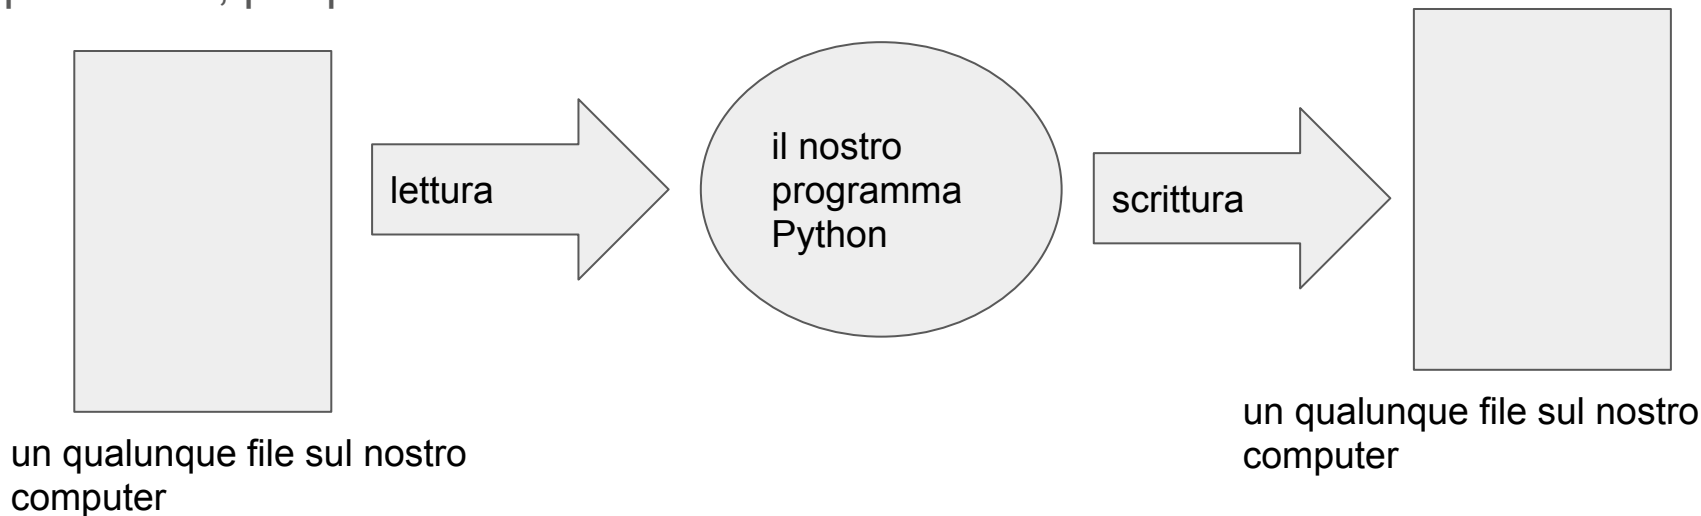 lettura
il nostro
programma
Python
scrittura
un qualunque file sul nostro
computer
un qualunque file sul nostro
computer